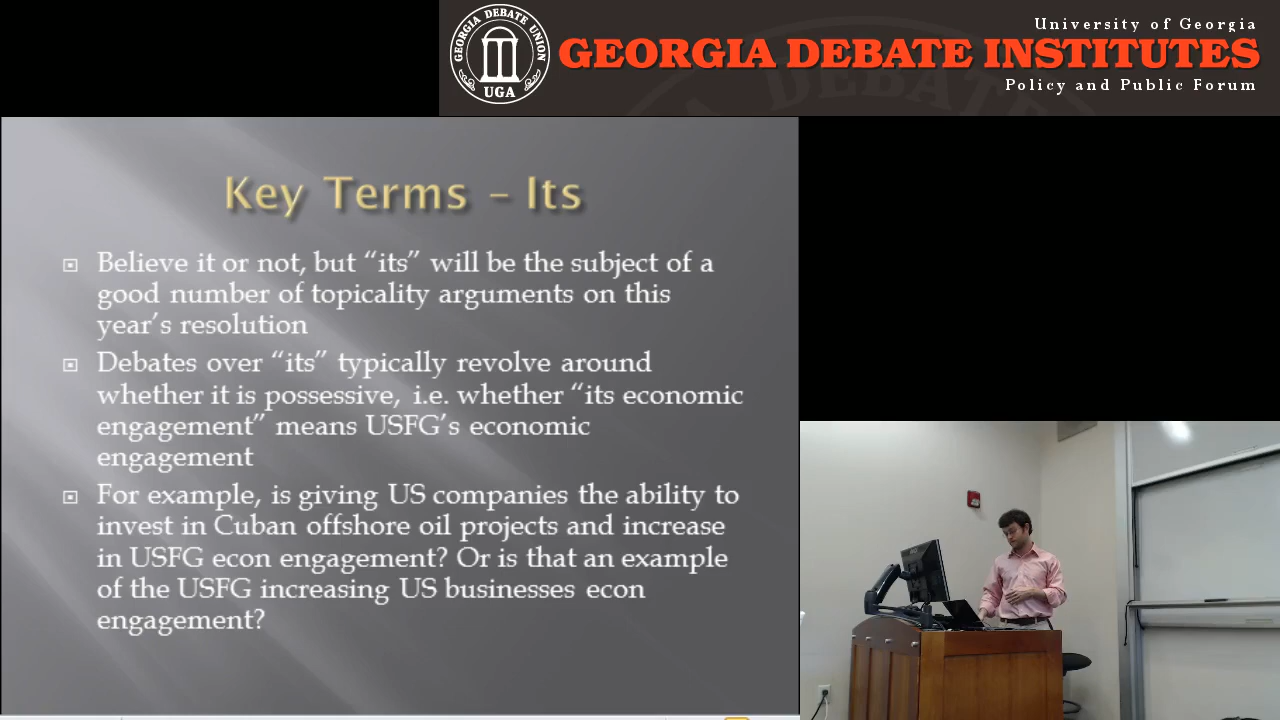 GEORGIA DEBATE UNION
UGA
University of Georgia
GEORGIA DEBATE INSTITUTES
Policy and Public Forum
Key Terms – Its
Believe it or not, but “its” will be the subject of a
good number of topicality arguments on this
year’s resolution
Debates over “its” typically revolve around
whether it is possessive, i.e. whether “its economic
engagement” means USFG’s economic
engagement
For example, is giving US companies the ability to
invest in Cuban offshore oil projects and increase
in USFG econ engagement? Or is that an example
of the USFG increasing US businesses econ
engagement?